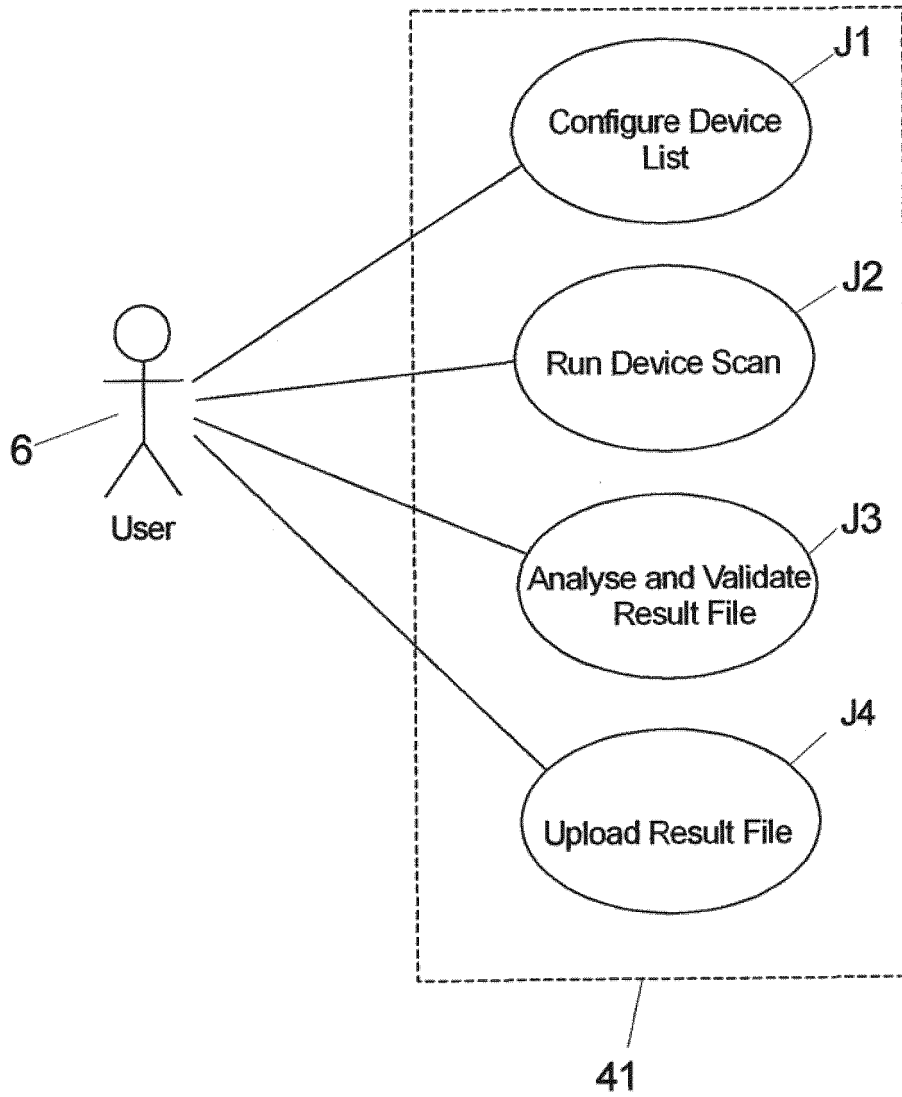 J1
Configure Device
List
J2
Run Device Scan
6
User
J3
Analyse and Validate
Result File
J4
Upload Result File
41